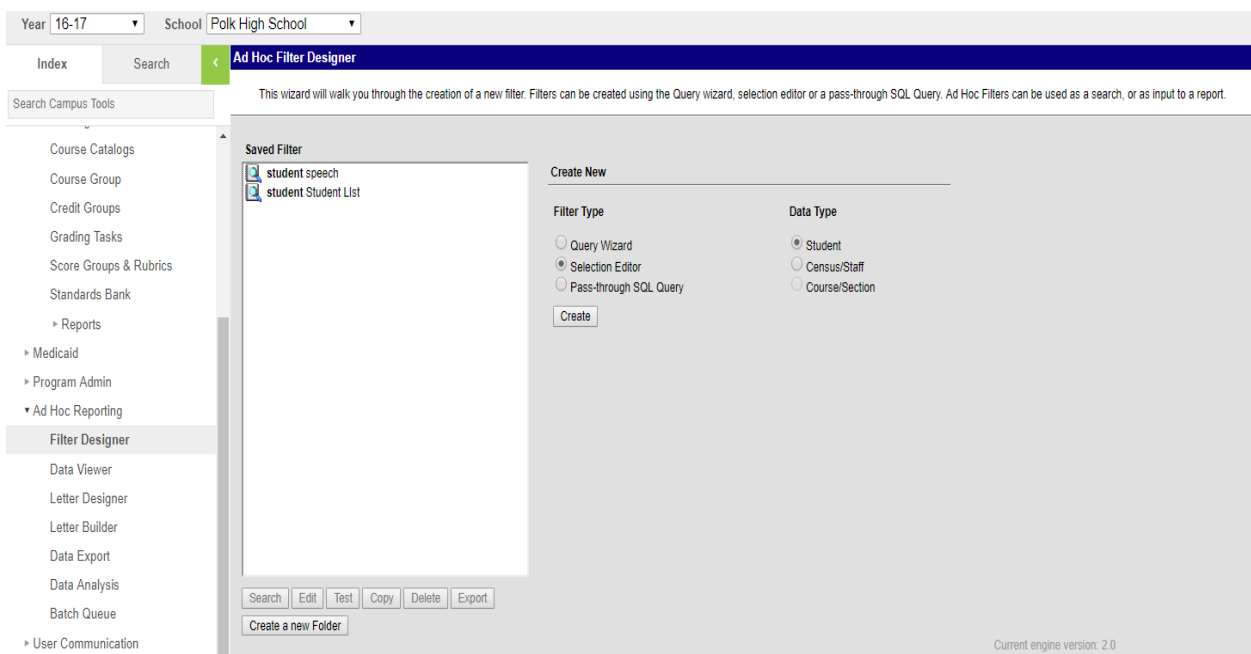 Year 16-17 School Polk High School
Index Search
Search Campus Tools
Course Catalogs
Course Group
Credit Groups
Grading Tasks
Score Groups & Rubrics
Standards Bank
Reports
Medicaid
Program Admin
Ad Hoc Reporting
Filter Designer
Data Viewer
Letter Designer
Letter Builder
Data Export
Data Analysis
Batch Queue
User Communication
Ad Hoc Filter Designer
This wizard will walk you through the creation of a new filter. Filters can be created using the Query wizard, selection editor or a pass-through SQL Query. Ad Hoc Filters can be used as a search, or as input to a report.
Saved Filter
student speech
student Student LIst
Search Edit Test Copy Delete Export
Create a new Folder
Create New
Filter Type
Query Wizard
Selection Editor
Pass-through SQL Query
Create
Data Type
Student
Census/Staff
Course/Section
Current engine version: 2.0